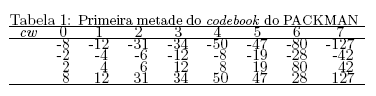 Tabela 1: Primeira metade do codebook do PACKMAN
cw 0 1 2 3 4 5 6 7
-8 -12 -31 -34 -50 -47 -80 -127
-2 -4 -6 -12 -8 -19 -28 -42
2 4 6 12 8 19 80 42
8 12 31 34 50 47 28 127